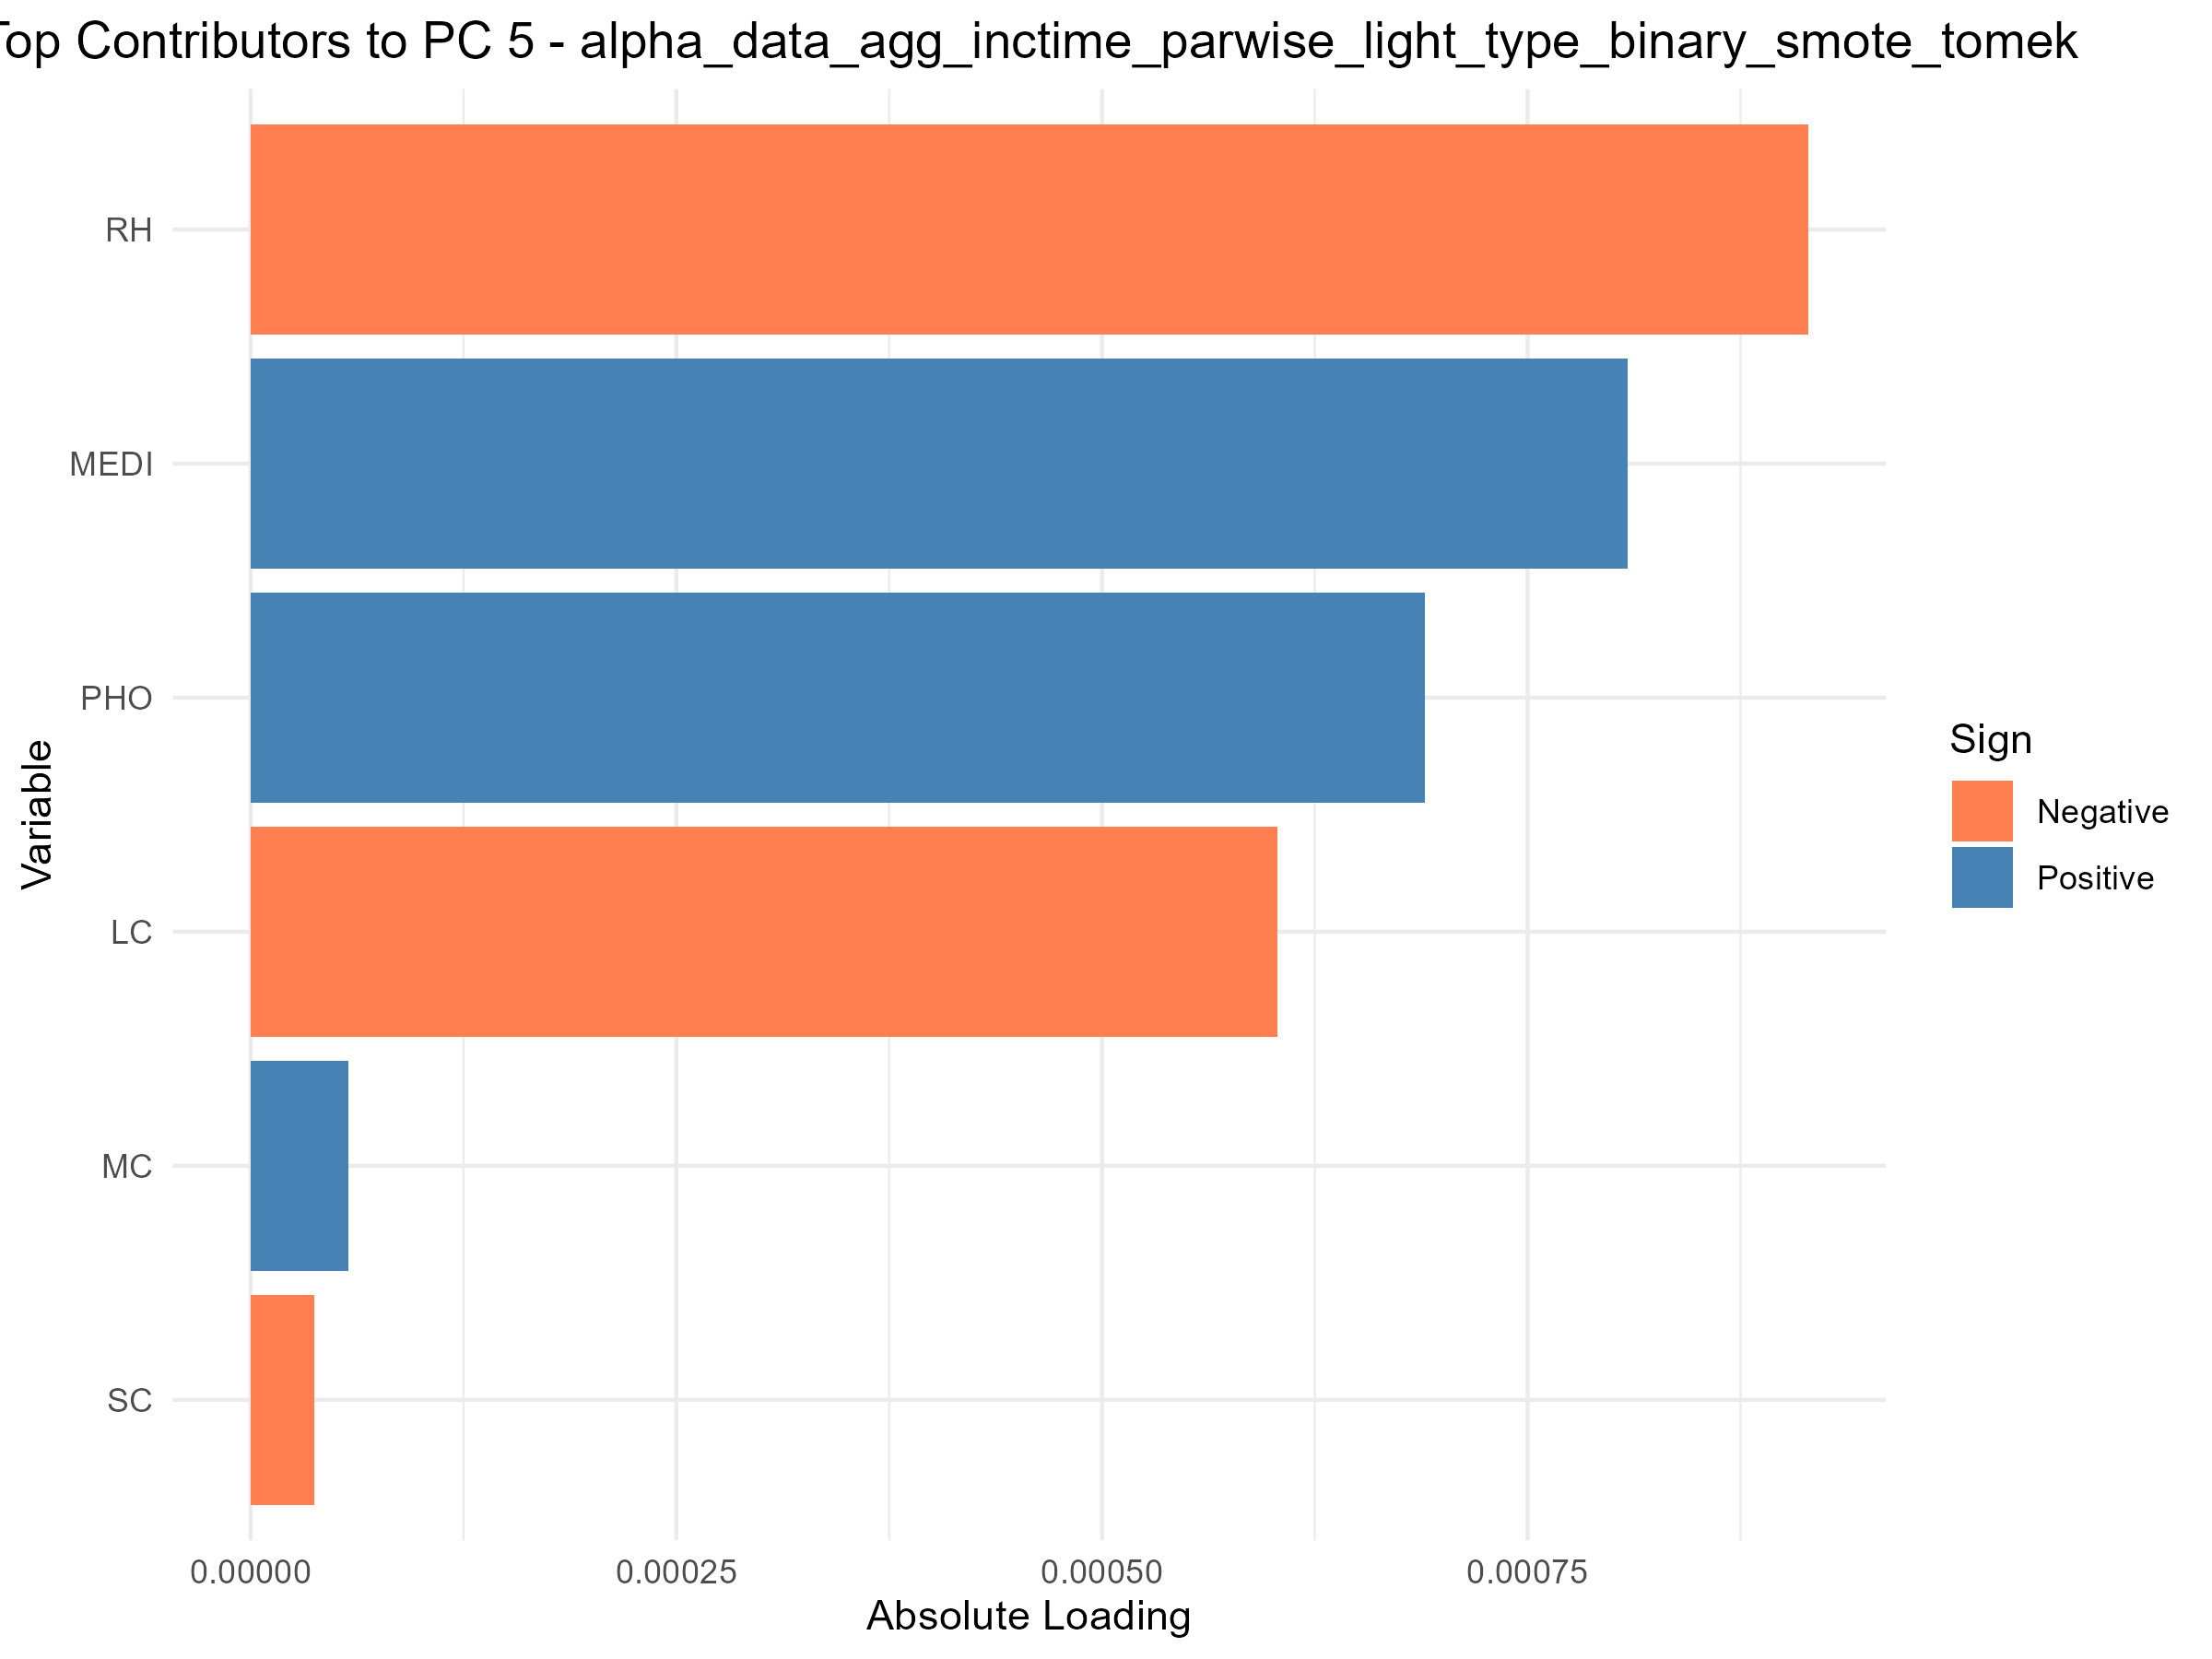 Top Contributors to PC 5 - alpha_data_agg_inctime_parwise_light_type_binary_smote_tomek
RH
MEDI
PHO
LC
MC
SC
Variable
0.00000
0.00025
0.00050
0.00075
Absolute Loading
Sign
Negative
Positive